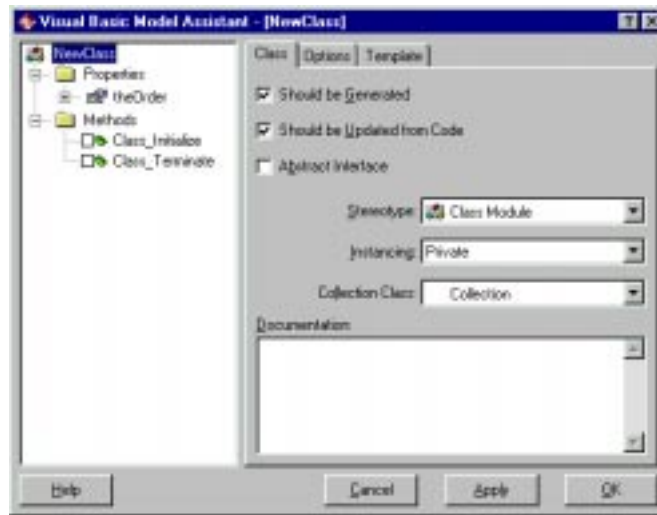 Visual Basic Model Assistant - [NewClass]
NewClass
Properties
theOrder
Methods
Class_Initialize
Class_Terminate
Class Options Template
Should be Generated
Should be Updated from Code
Abstract Interface
Stereotype: Class Module
Instancing: Private
Collection Class: Collection
Documentation:
Help Cancel Apply OK